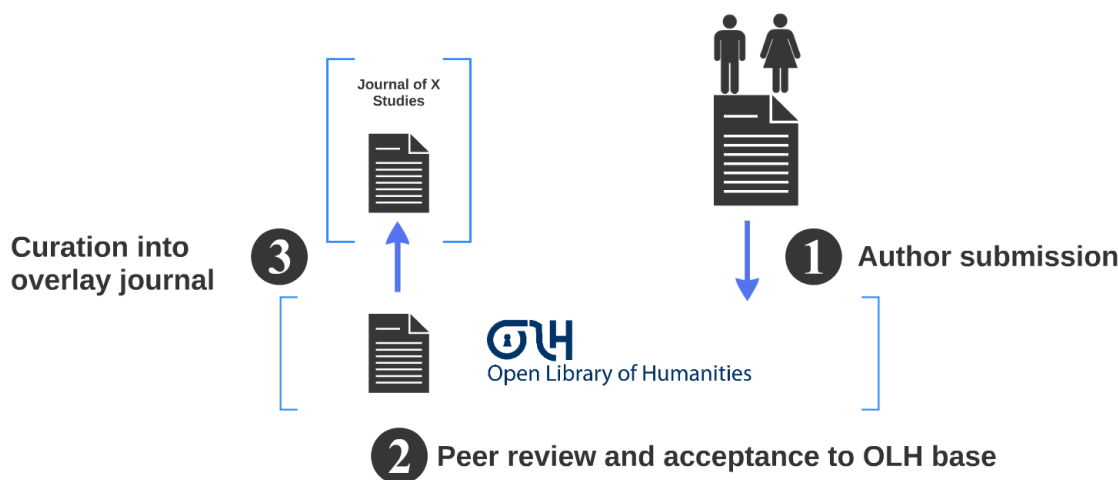 Journal of X
Studies
3
Curation into
overlay journal
1
Author submission
OLH
Open Library of Humanities
2
Peer review and acceptance to OLH base